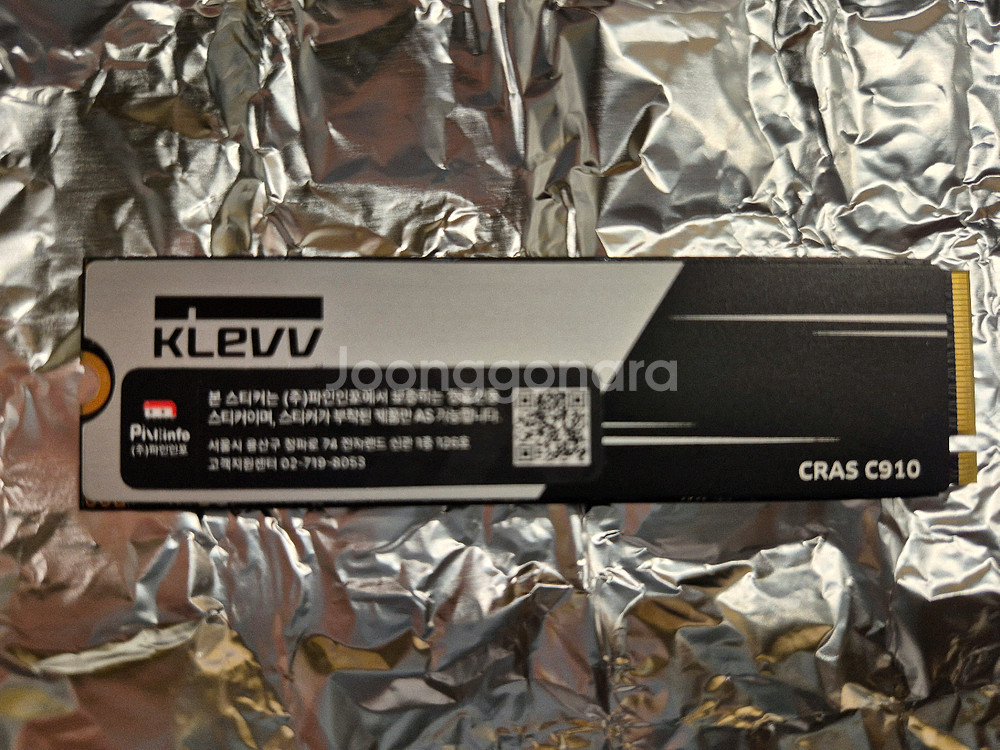 KLEVV
Joonggonara
본 스티커는 (주)파인인포에서 보증하는
스티커이며, 스티커가 부착된 제품만 AS 가능합니다.
서울시 용산구 청파로 74 전자랜드 신관 1층 126호
고객지원센터 02-719-8053
(주)파인인포
CRAS C910